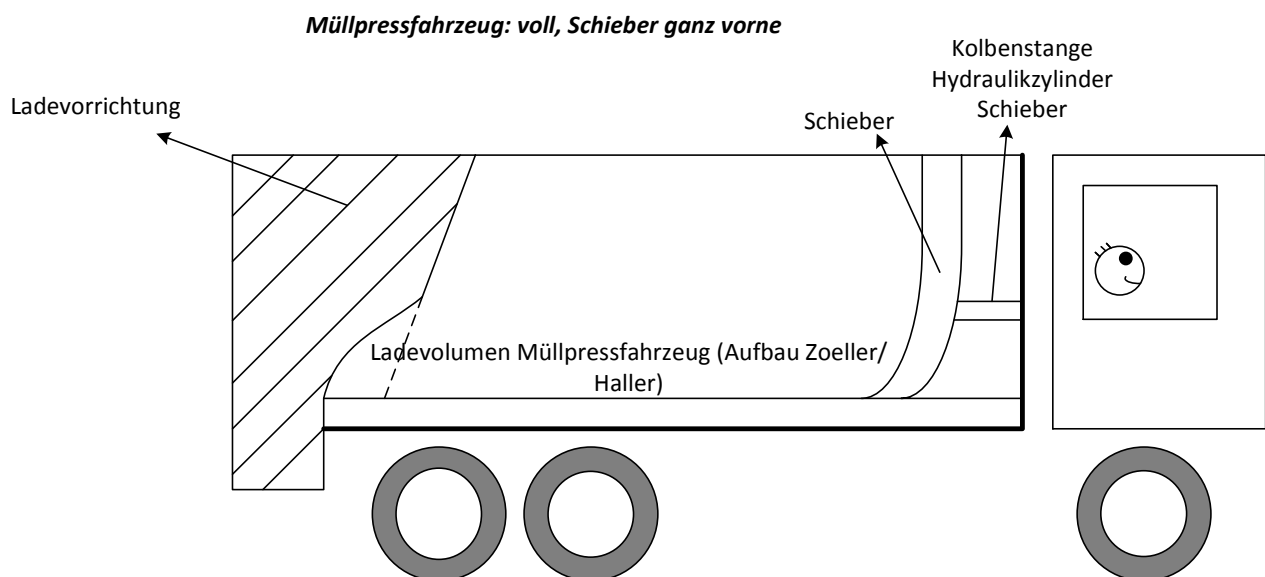 Müllpressfahrzeug: voll, Schieber ganz vorne
Kolbenstange
Hydraulikzylinder
Schieber
Ladevorrichtung
Schieber
Ladevolumen Müllpressfahrzeug (Aufbau Zoeller/
Haller)